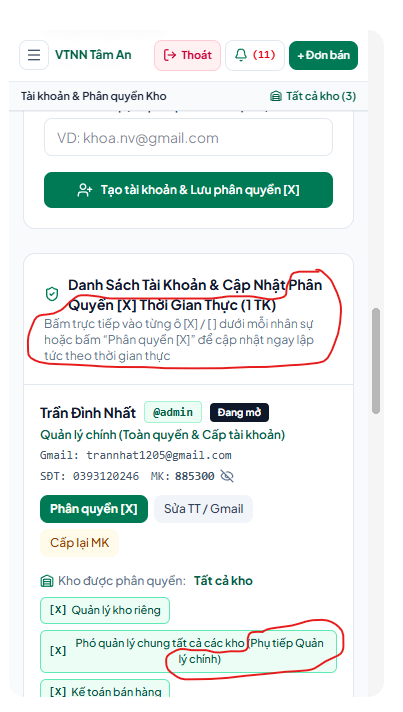 VTNN Tâm An
Thoát
(11)
+ Đơn bán
Tài khoản & Phân quyền Kho
Tất cả kho (3)
VD: khoa.nv@gmail.com
Tạo tài khoản & Lưu phân quyền [X]
Danh Sách Tài Khoản & Cập Nhật Phân
Quyền [X] Thời Gian Thực (1 TK)
Bấm trực tiếp vào từng ô [X] / [ ] dưới mỗi nhân sự
hoặc bấm “Phân quyền [X]” để cập nhật ngay lập
tức theo thời gian thực
Trần Đình Nhất
@admin
Đang mở
Quản lý chính (Toàn quyền & Cấp tài khoản)
Gmail: trannhat1205@gmail.com
SĐT: 0393120246 MK: 885300
Phân quyền [X]
Sửa TT / Gmail
Cấp lại MK
Kho được phân quyền: Tất cả kho
[X] Quản lý kho riêng
[X] Phó quản lý chung tất cả các kho (Phụ tiếp Quản
lý chính)
[X] Kế toán bán hàng